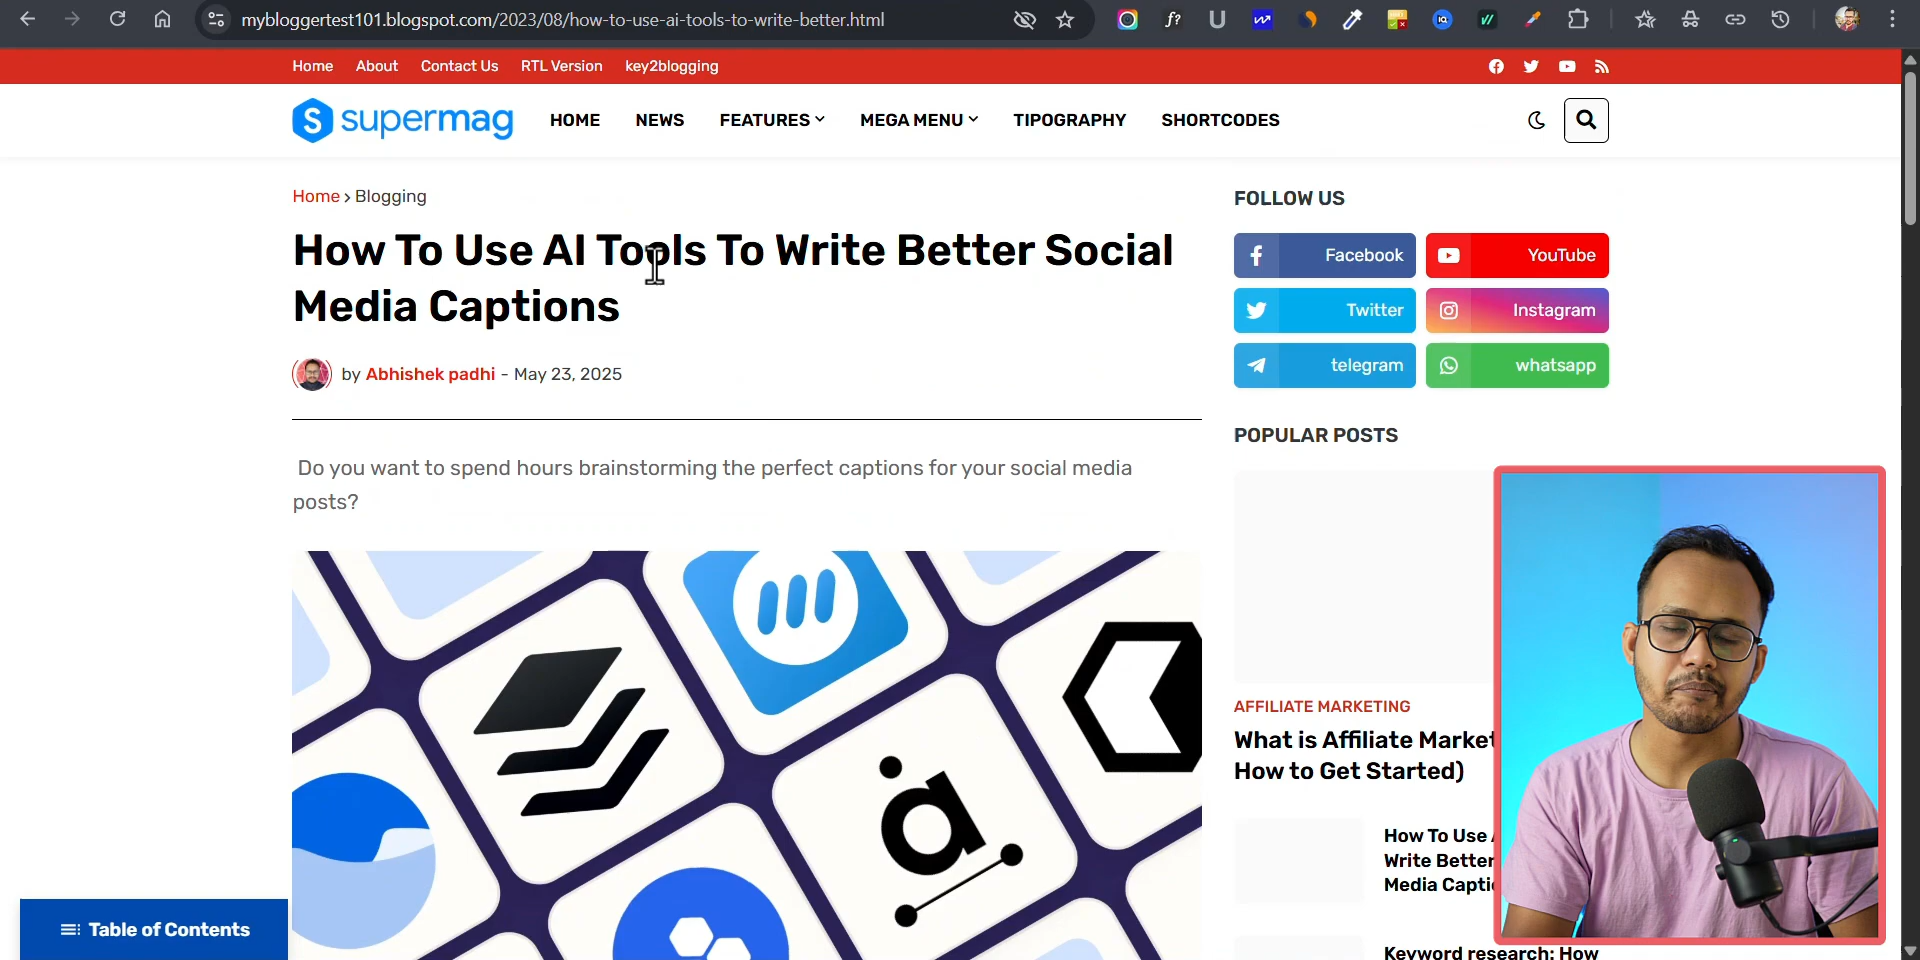 mybloggertest101.blogspot.com/2023/08/how-to-use-ai-tools-to-write-better.html
Home About Contact Us RTL Version key2blogging
supermag HOME NEWS FEATURES MEGA MENU TIPOGRAPHY SHORTCODES
Home > Blogging
How To Use AI Tools To Write Better Social
Media Captions
by Abhishek padhi - May 23, 2025
Do you want to spend hours brainstorming the perfect captions for your social media
posts?
Table of Contents
FOLLOW US
Facebook YouTube
Twitter Instagram
telegram whatsapp
POPULAR POSTS
AFFILIATE MARKETING
What is Affiliate Market
How to Get Started)
How To Use
Write Better
Media Captio
Keyword research: How